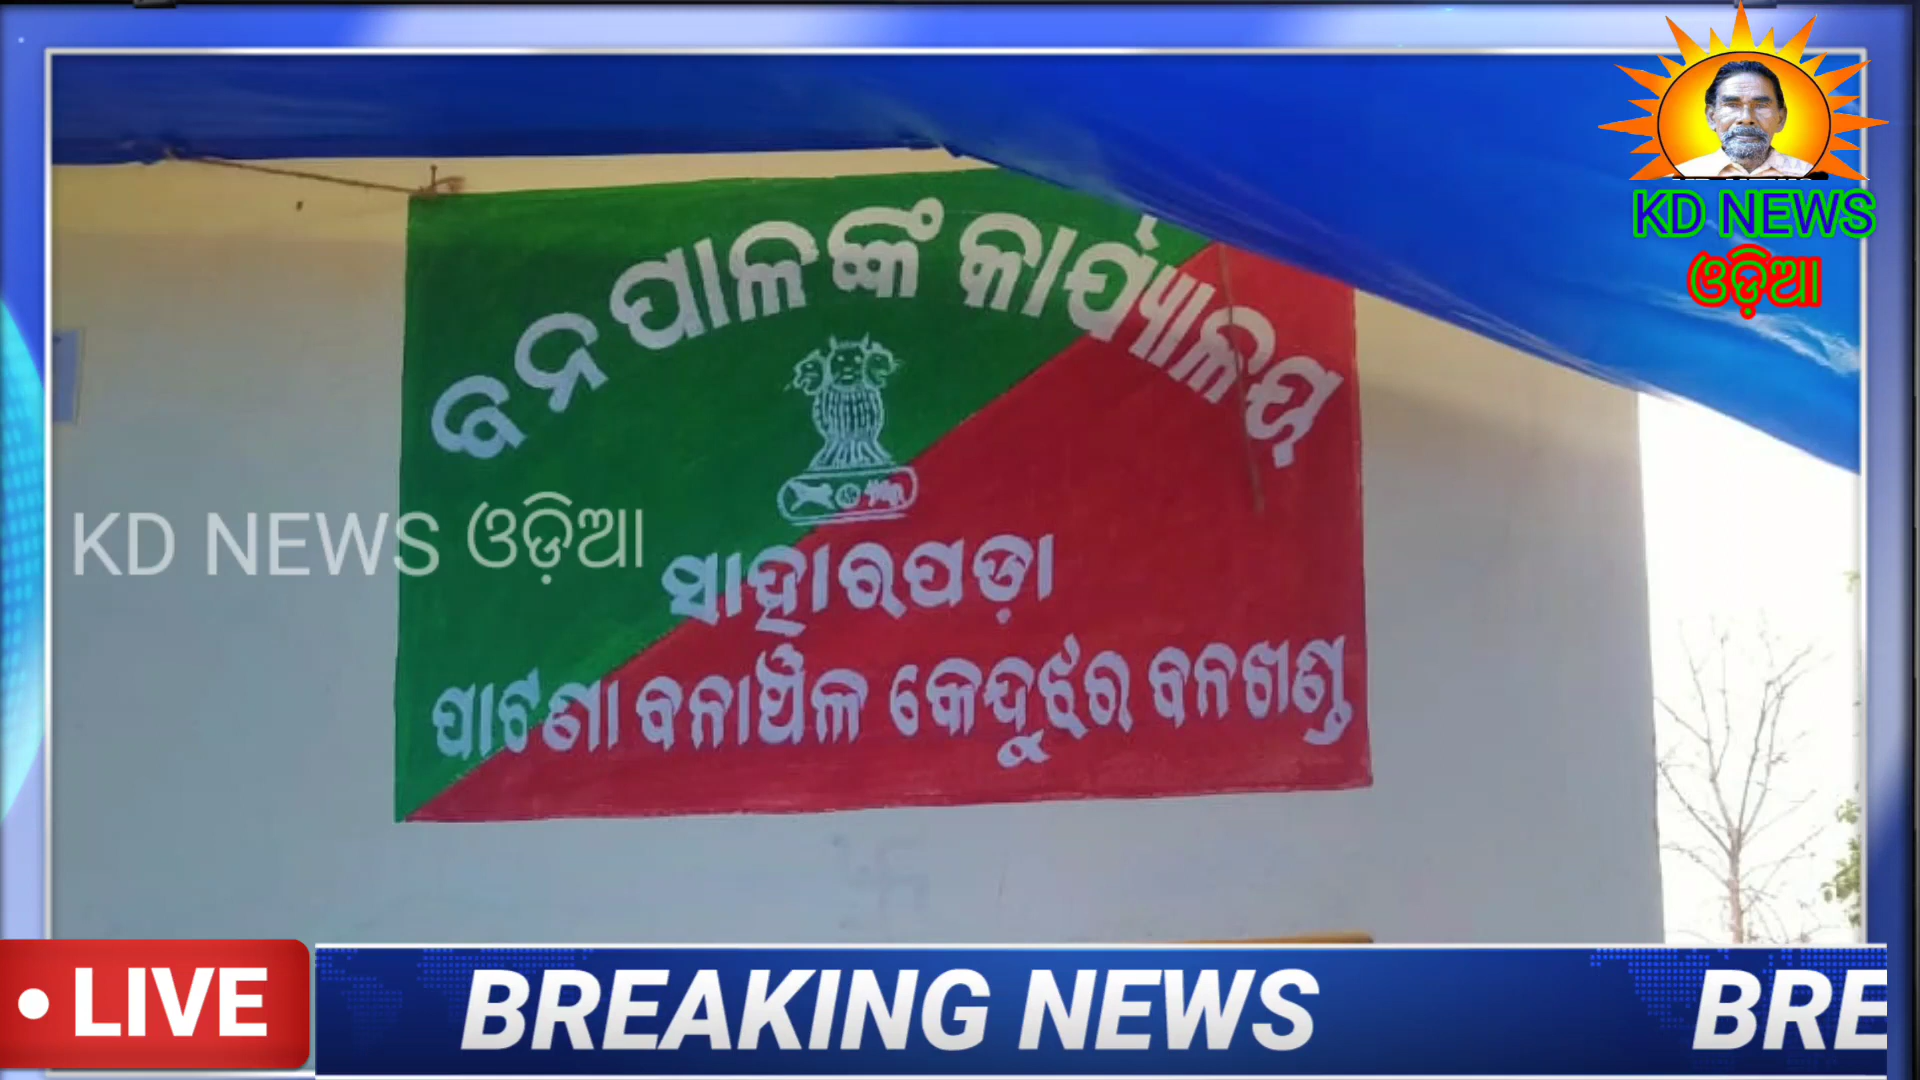 KD NEWS
ଓଡ଼ିଆ
ବନପାଳଙ୍କ କାର୍ଯ୍ୟାଳୟ
KD NEWS ଓଡ଼ିଆ
ସାହାରପଡ଼ା
ପାଟଣା ବନାଞ୍ଚଳ କେନ୍ଦୁଝର ବନଖଣ୍ଡ
LIVE BREAKING NEWS BRE